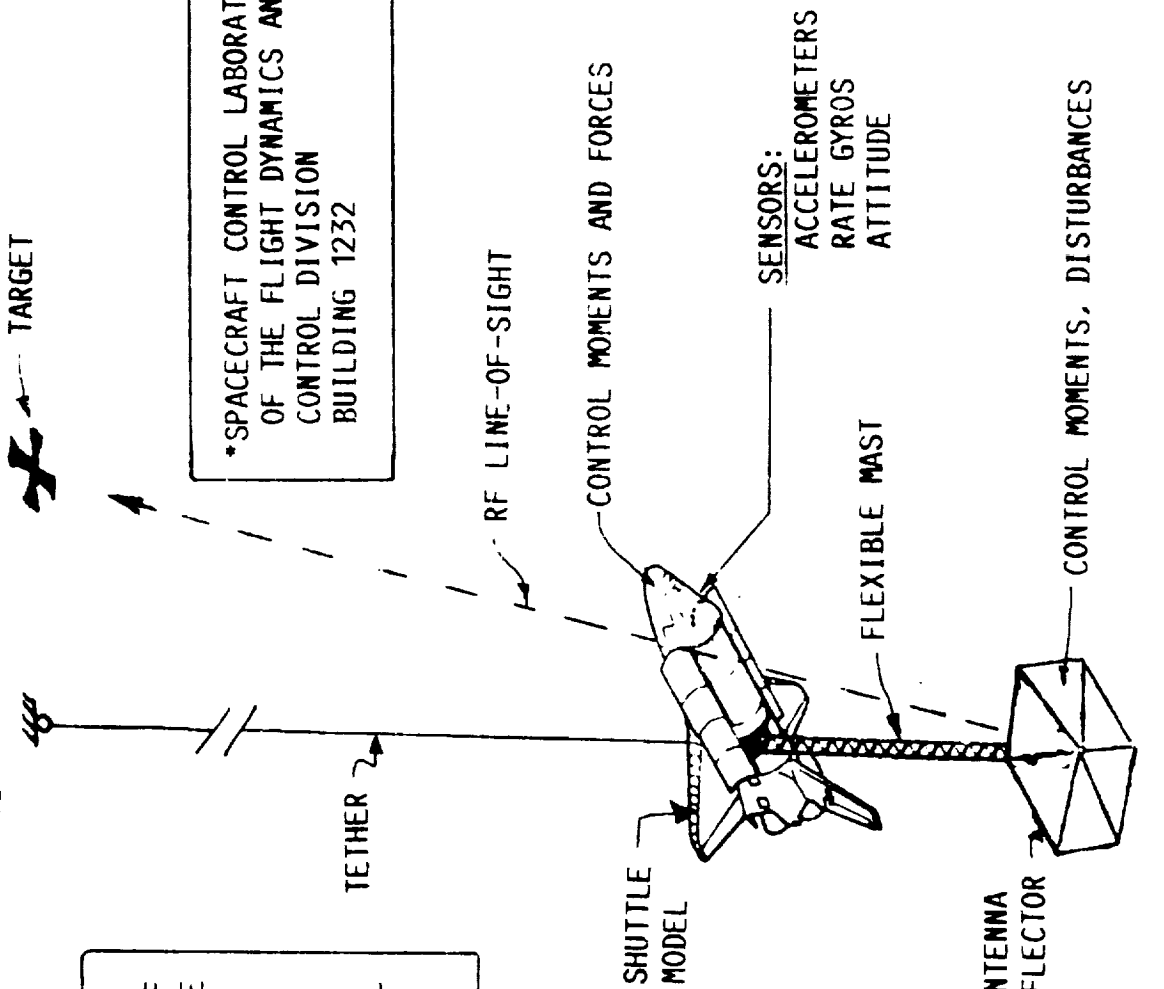 TARGET
*SPACECRAFT CONTROL LABORAT
OF THE FLIGHT DYNAMICS AN
CONTROL DIVISION
BUILDING 1232
RF LINE-OF-SIGHT
CONTROL MOMENTS AND FORCES
SENSORS:
ACCELEROMETERS
RATE GYROS
ATTITUDE
TETHER
FLEXIBLE MAST
SHUTTLE
MODEL
CONTROL MOMENTS, DISTURBANCES
NTENNA
FLECTOR